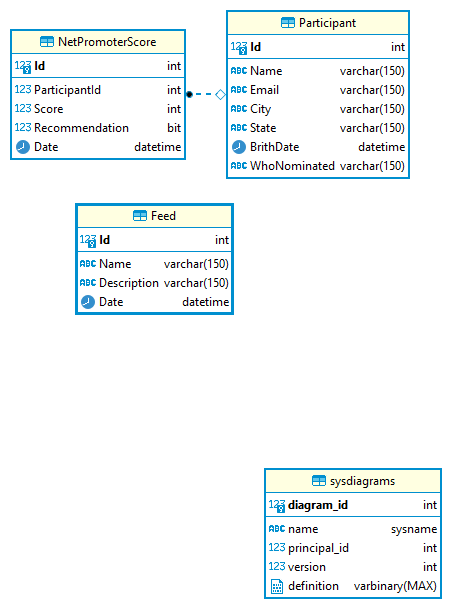 NetPromoterScore
123 Id int
123 ParticipantId int
123 Score int
123 Recommendation bit
Date datetime
Participant
123 Id int
ABC Name varchar(150)
ABC Email varchar(150)
ABC City varchar(150)
ABC State varchar(150)
BrithDate datetime
ABC WhoNominated varchar(150)
Feed
123 Id int
ABC Name varchar(150)
ABC Description varchar(150)
Date datetime
sysdiagrams
123 diagram_id int
ABC name sysname
123 principal_id int
123 version int
definition varbinary(MAX)